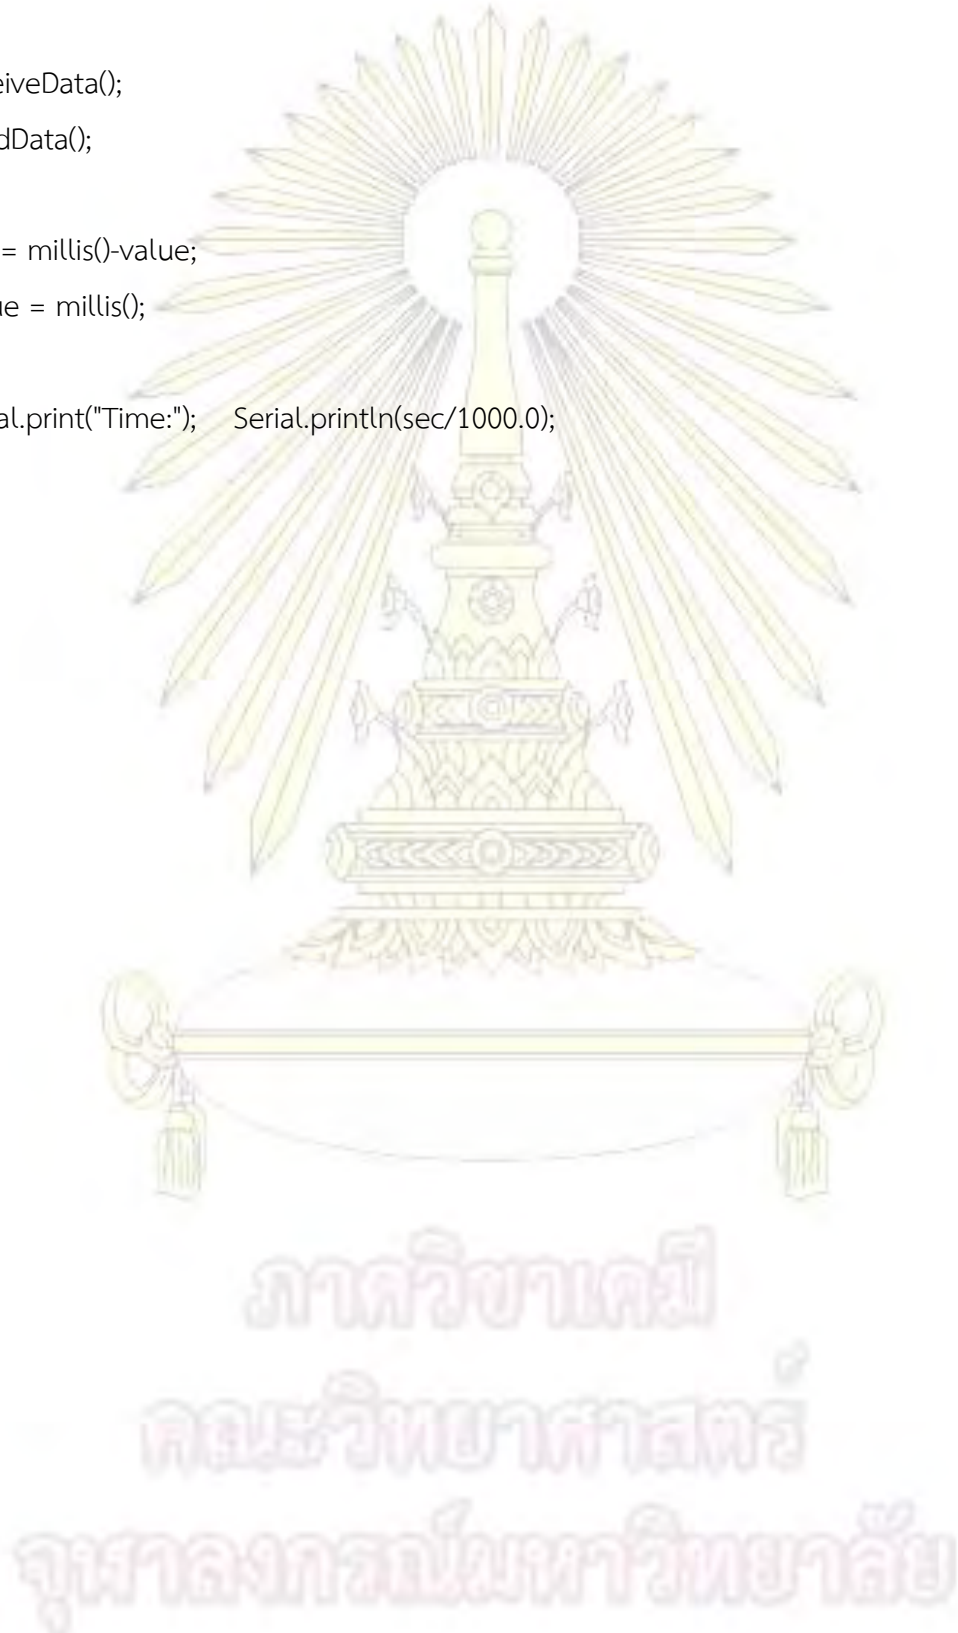 eiveData();
dData();
= millis()-value;
ue = millis();
al.print("Time:"); Serial.println(sec/1000.0);
ภาควิชาเคมี
คณะวิทยาศาสตร์
จุฬาลงกรณ์มหาวิทยาลัย